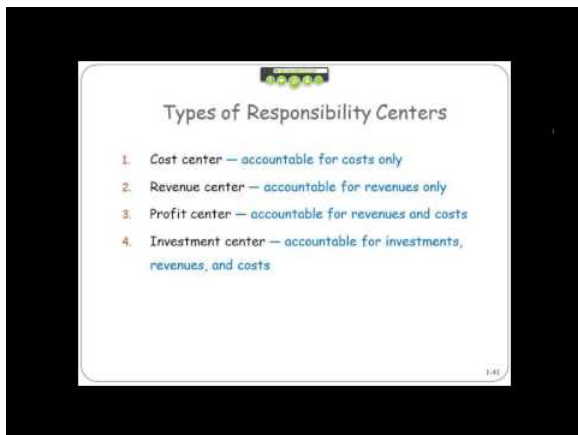 Types of Responsibility Centers
1. Cost center — accountable for costs only
2. Revenue center — accountable for revenues only
3. Profit center — accountable for revenues and costs
4. Investment center — accountable for investments,
revenues, and costs